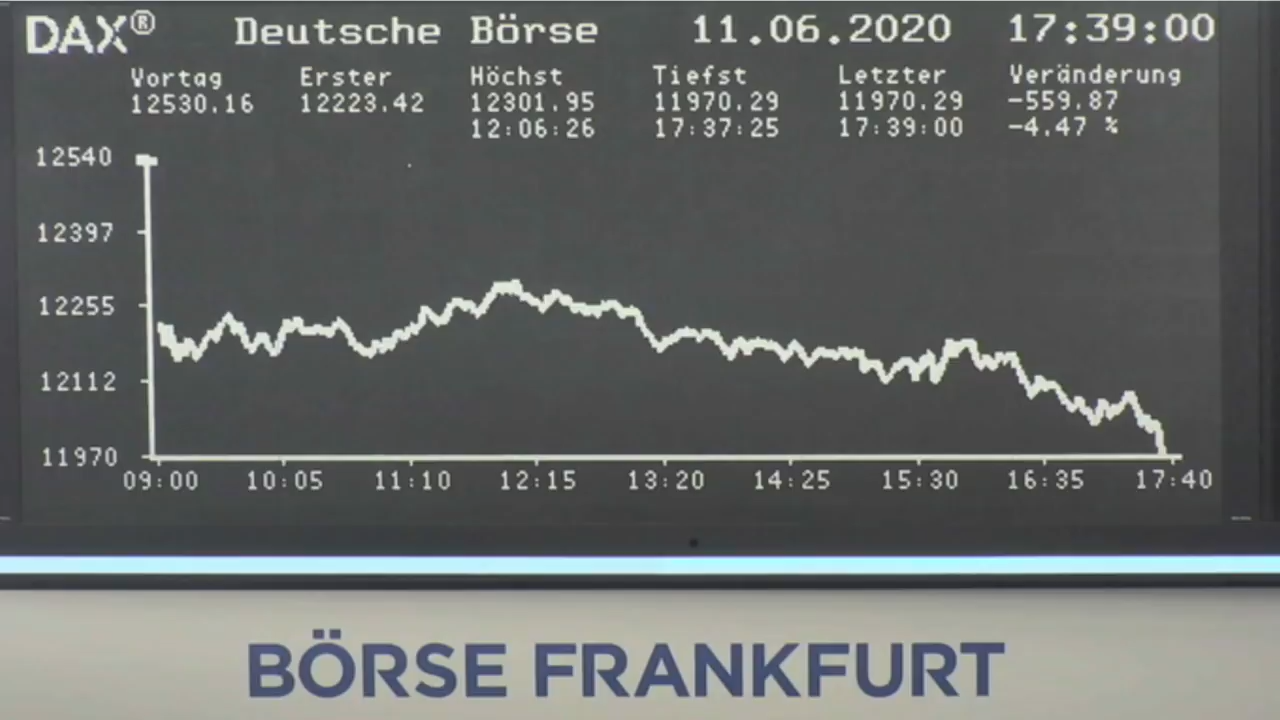 DAX® Deutsche Börse 11.06.2020 17:39:00
Vortag Erster Höchst Tiefst Letzter Veränderung
12530.16 12223.42 12301.95 11970.29 11970.29 -559.87
12:06:26 17:37:25 17:39:00 -4.47 %
12540
12397
12255
12112
11970
09:00 10:05 11:10 12:15 13:20 14:25 15:30 16:35 17:40
BÖRSE FRANKFURT